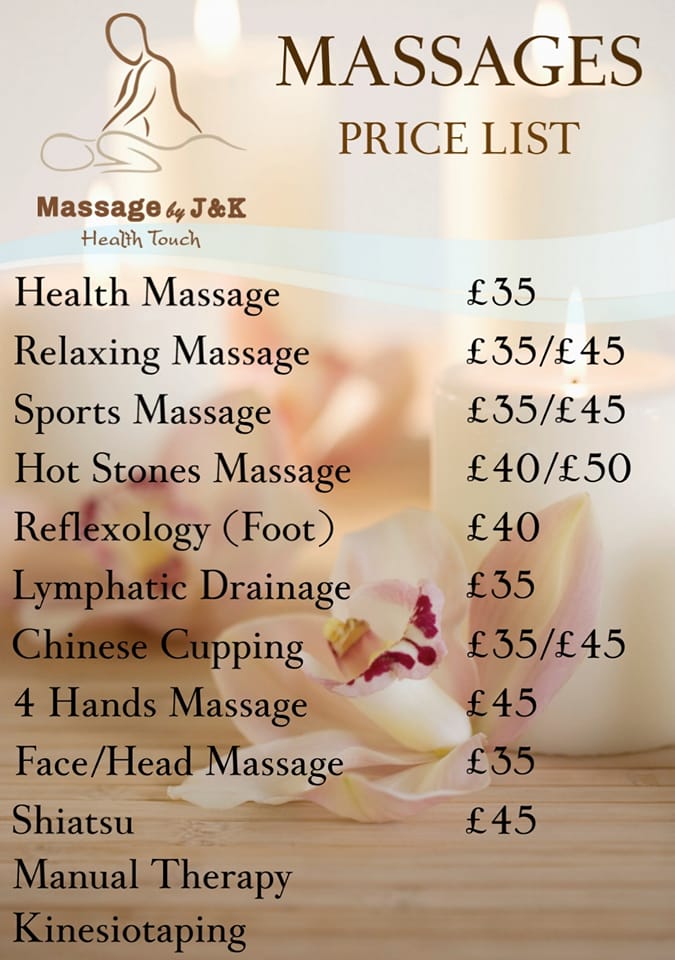 MASSAGES
PRICE LIST
Massage by J&K
Health Touch
Health Massage £35
Relaxing Massage £35/£45
Sports Massage £35/£45
Hot Stones Massage £40/£50
Reflexology (Foot) £40
Lymphatic Drainage £35
Chinese Cupping £35/£45
4 Hands Massage £45
Face/Head Massage £35
Shiatsu £45
Manual Therapy
Kinesiotaping